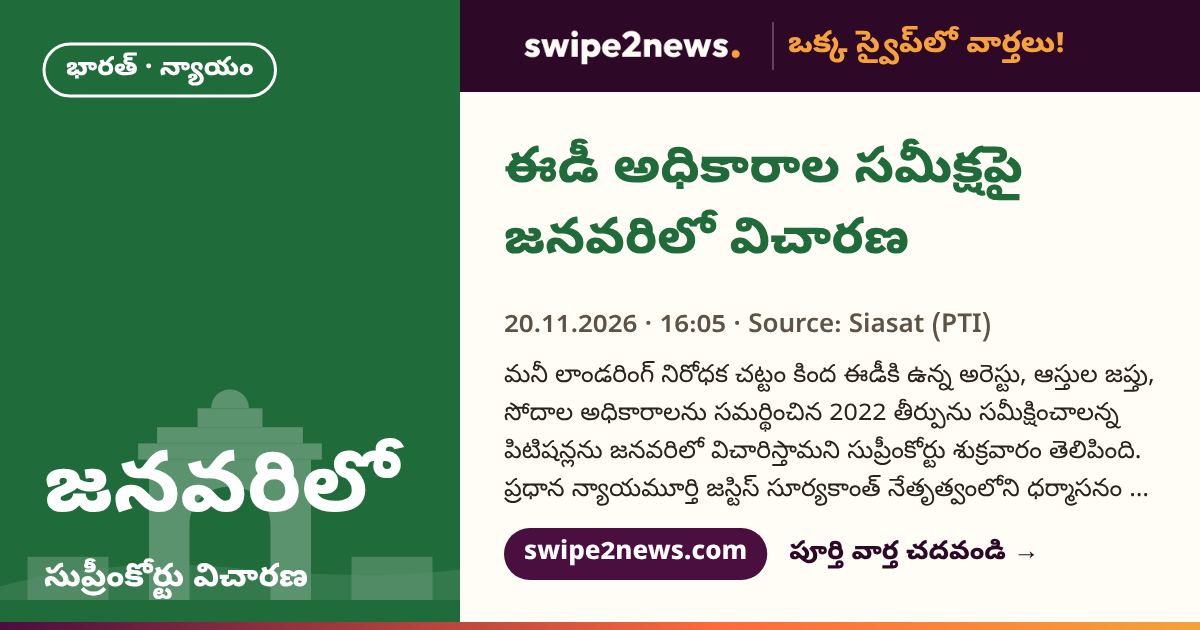 భారత్ · న్యాయం
జనవరిలో
సుప్రీంకోర్టు విచారణ
swipe2news.
ఒక్క స్వైప్‌లో వార్తలు!
ఈడీ అధికారాల సమీక్షపై
జనవరిలో విచారణ
20.11.2026 · 16:05 · Source: Siasat (PTI)
మనీ లాండరింగ్ నిరోధక చట్టం కింద ఈడీకి ఉన్న అరెస్టు, ఆస్తుల జప్తు,
సోదాల అధికారాలను సమర్థించిన 2022 తీర్పును సమీక్షించాలన్న
పిటిషన్లను జనవరిలో విచారిస్తామని సుప్రీంకోర్టు శుక్రవారం తెలిపింది.
ప్రధాన న్యాయమూర్తి జస్టిస్ సూర్యకాంత్ నేతృత్వంలోని ధర్మాసనం ...
swipe2news.com
పూర్తి వార్త చదవండి →